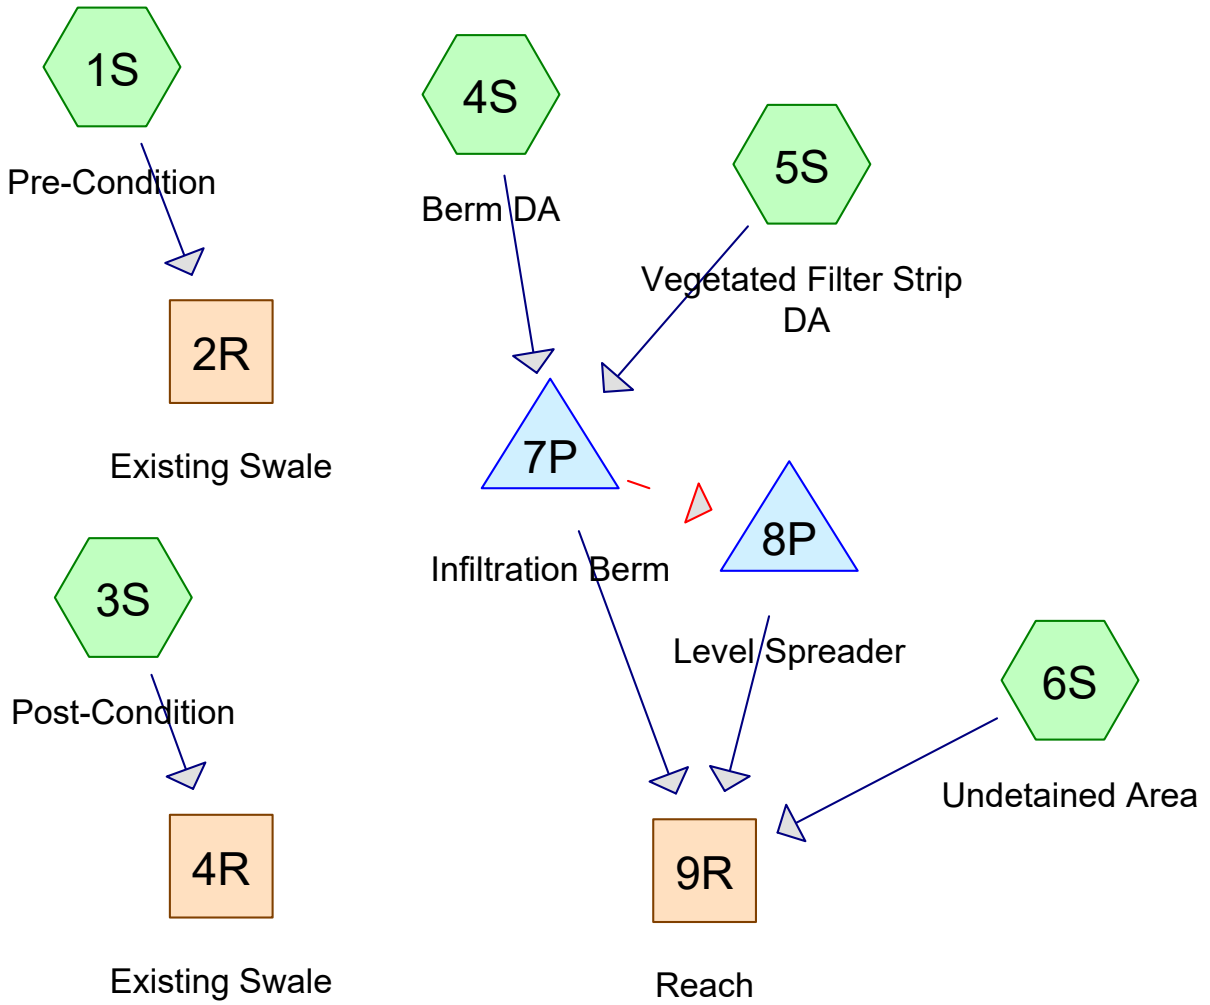 1S
Pre-Condition
2R
Existing Swale
3S
Post-Condition
4R
Existing Swale
4S
Berm DA
5S
Vegetated Filter Strip
DA
7P
Infiltration Berm
8P
Level Spreader
6S
Undetained Area
9R
Reach